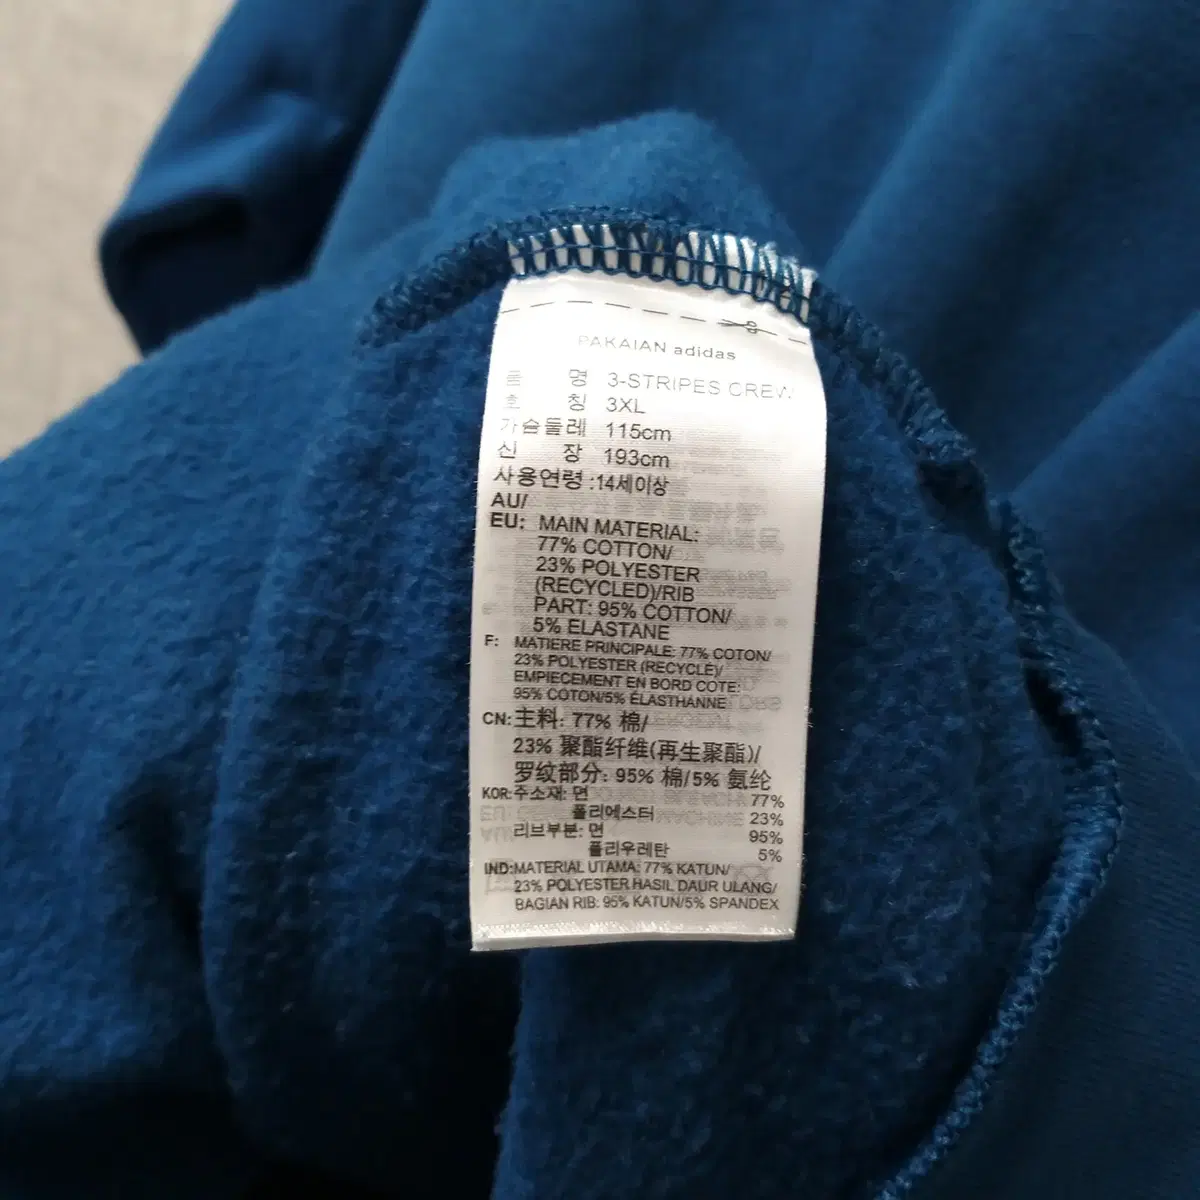 PAKAIAN adidas
품 명 3-STRIPES CREW
호 칭 3XL
가슴둘레 115cm
신 장 193cm
사용연령 :14세이상
AU/
EU: MAIN MATERIAL:
77% COTTON/
23% POLYESTER
(RECYCLED)/RIB
PART: 95% COTTON/
5% ELASTANE
F: MATIERE PRINCIPALE: 77% COTON/
23% POLYESTER (RECYCLE)/
EMPIECEMENT EN BORD COTE:
95% COTON/5% ÉLASTHANNE
CN: 主料: 77% 棉/
23% 聚酯纤维(再生聚酯)/
罗纹部分: 95% 棉/5% 氨纶
KOR: 주소재: 면 77%
폴리에스터 23%
리브부분: 면 95%
폴리우레탄 5%
IND: MATERIAL UTAMA: 77% KATUN/
23% POLYESTER HASIL DAUR ULANG/
BAGIAN RIB: 95% KATUN/5% SPANDEX